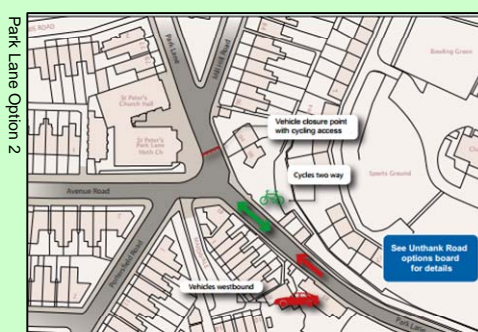 Park Lane Option 2
Park Lane
Bowling Green
St Peter's
Church Hall
St Peter's
Park Lane
Meth Ch
Vehicle closure point
with cycling access
Cycles two way
Sports Ground
Avenue Road
Portersfield Road
See Unthank Road
options board
for details
Vehicles westbound
Park Lane